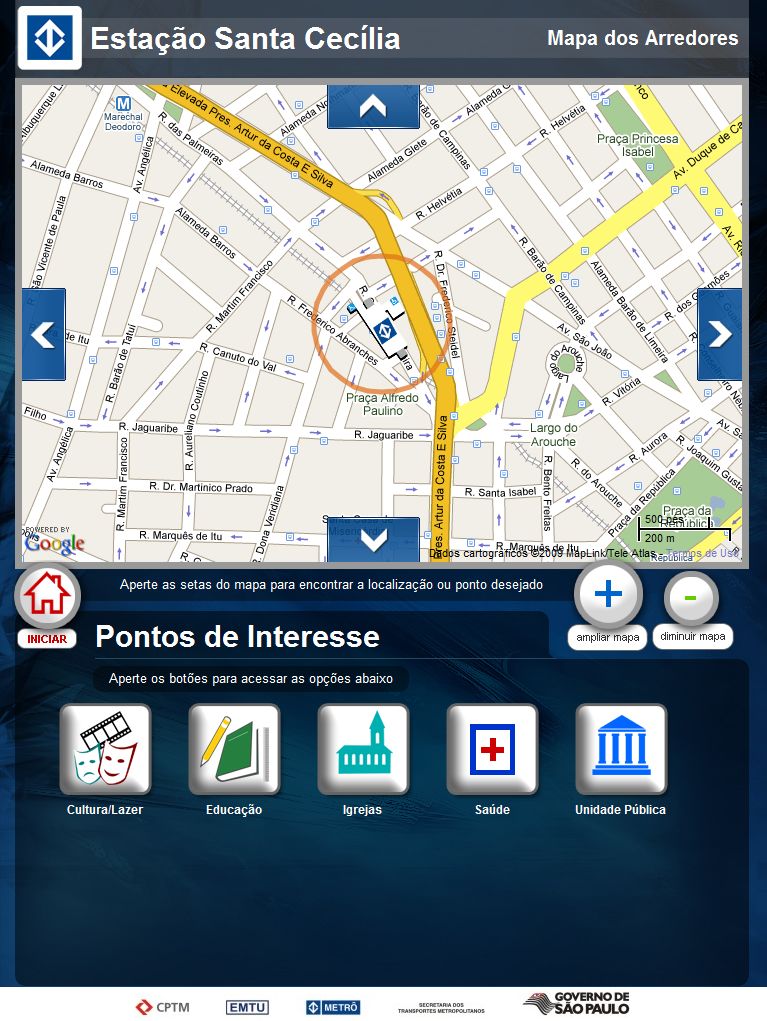 Estação Santa Cecília
Mapa dos Arredores
M
Marechal
Deodoro
R. das Palmeiras
Elevada Pres. Artur da Costa E Silva
Alameda Glete
R. Helvétia
Praça Princesa
Isabel
Av. Duque de Ca
Alameda Barros
Av. Angélica
R. Helvétia
Barão de Campinas
São Vicente de Paula
Alameda Barros
R. Martim Francisco
R. Frederico Abranches
R. Dr. Frederico Steidel
R. Barão de Campinas
Alameda Barão de Limeira
R. dos Gusmões
Av. São João
Largo do
Arouche
R. Vitória
de Itu
R. Barão de Tatuí
R. Canuto do Val
R. Aureliano Coutinho
Praça Alfredo
Paulino
Filho
R. Jaguaribe
R. Jaguaribe
Largo do
Arouche
R. Aurora
R. Joaquim Gusta
Av. Angélica
R. Martim Francisco
R. Dr. Martinico Prado
R. Dona Veridiana
R. Santa Isabel
R. Bento Freitas
R. do Arouche
Praça da República
Praça da
República
Pres. Artur da Costa E Silva
R. Marquês de Itu
R. Marquês de Itu
500 pés
200 m
POWERED BY
Google
Dados cartográficos ©2009 MapLink/Tele Atlas - Termos de Uso
República
Aperte as setas do mapa para encontrar a localização ou ponto desejado
INICIAR
+
ampliar mapa
-
diminuir mapa
Pontos de Interesse
Aperte os botões para acessar as opções abaixo
Cultura/Lazer
Educação
Igrejas
Saúde
Unidade Pública
CPTM
EMTU
METRÔ
SECRETARIA DOS
TRANSPORTES METROPOLITANOS
GOVERNO DE
SÃO PAULO